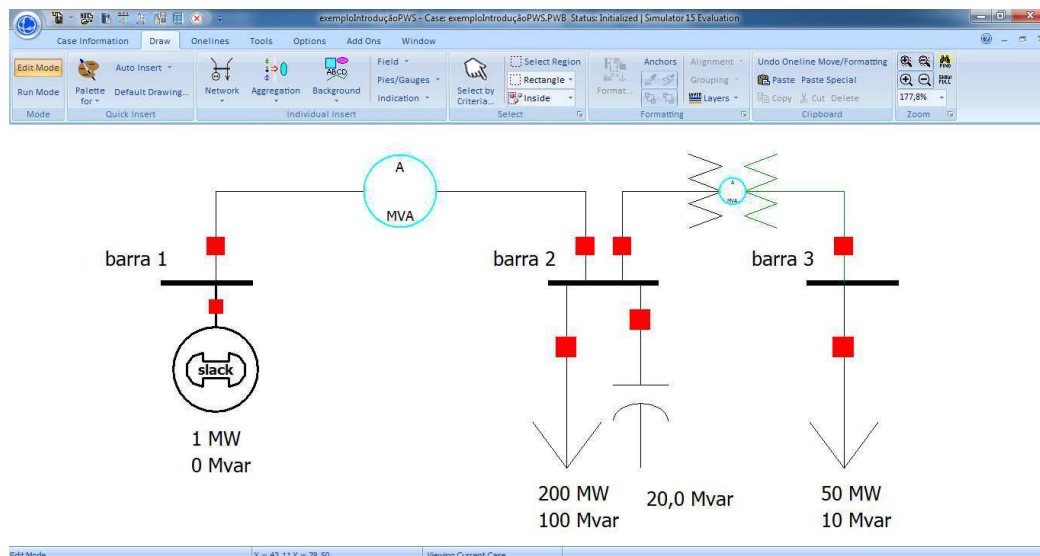 exemploIntroduçãoPWS - Case: exemploIntroduçãoPWS.PWB Status: Initialized | Simulator 15 Evaluation
Case Information Draw Onelines Tools Options Add Ons Window
Edit Mode
Run Mode
Mode
Palette for
Auto Insert
Default Drawing...
Quick Insert
Network
Aggregation
ABCD
Background
Field
Pies/Gauges
Indication
Individual Insert
Select by Criteria...
Select Region
Rectangle
Inside
Select
Format...
Anchors
Alignment
Grouping
Layers
Formatting
Undo Oneline Move/Formatting
Paste Paste Special
Copy Cut Delete
Clipboard
FIND
177,8%
Zoom
A
MVA
A
MVA
barra 1
barra 2
barra 3
slack
1 MW
0 Mvar
200 MW
100 Mvar
20,0 Mvar
50 MW
10 Mvar
Edit Mode
Viewing Current Case